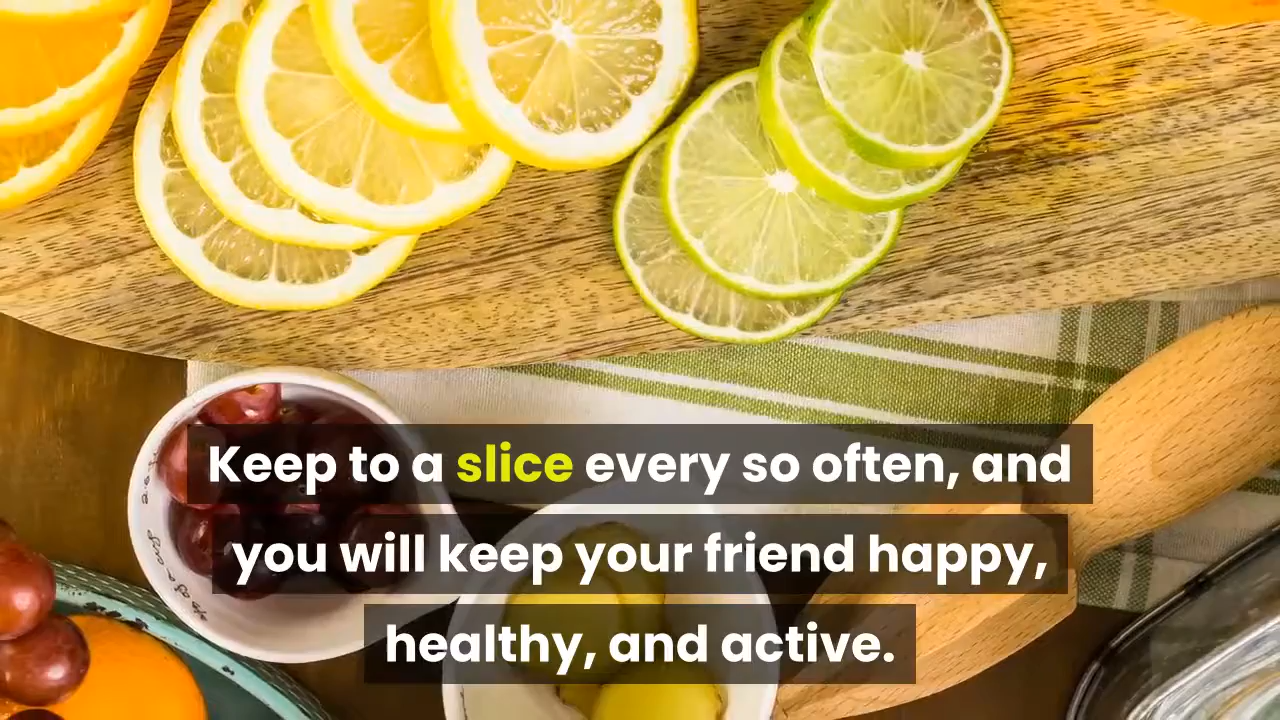 Keep to a slice every so often, and
you will keep your friend happy,
healthy, and active.